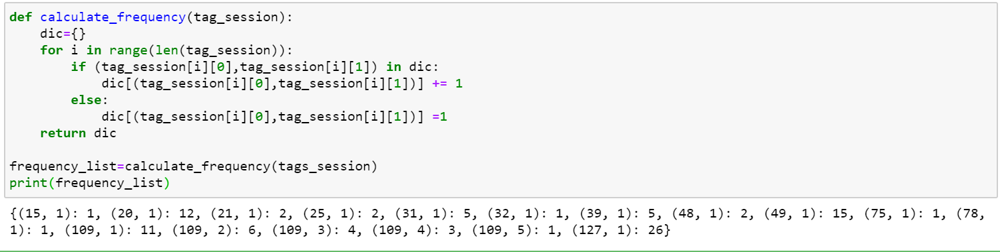 def calculate_frequency(tag_session):
    dic={}
    for i in range(len(tag_session)):
        if (tag_session[i][0],tag_session[i][1]) in dic:
            dic[(tag_session[i][0],tag_session[i][1])] += 1
        else:
            dic[(tag_session[i][0],tag_session[i][1])] =1
    return dic

frequency_list=calculate_frequency(tags_session)
print(frequency_list)
{(15, 1): 1, (20, 1): 12, (21, 1): 2, (25, 1): 2, (31, 1): 5, (32, 1): 1, (39, 1): 5, (48, 1): 2, (49, 1): 15, (75, 1): 1, (78,
1): 1, (109, 1): 11, (109, 2): 6, (109, 3): 4, (109, 4): 3, (109, 5): 1, (127, 1): 26}